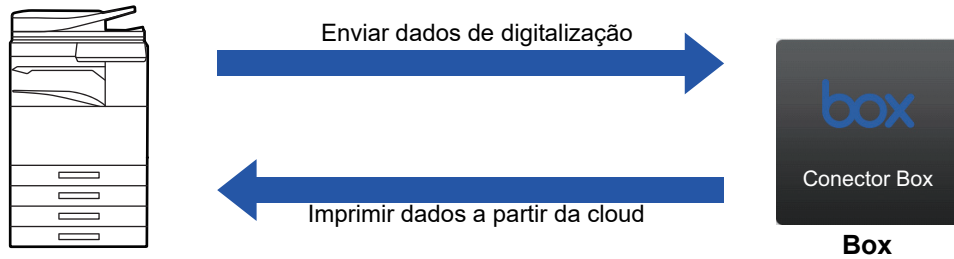 Enviar dados de digitalização
box
Conector Box
Imprimir dados a partir da cloud
Box